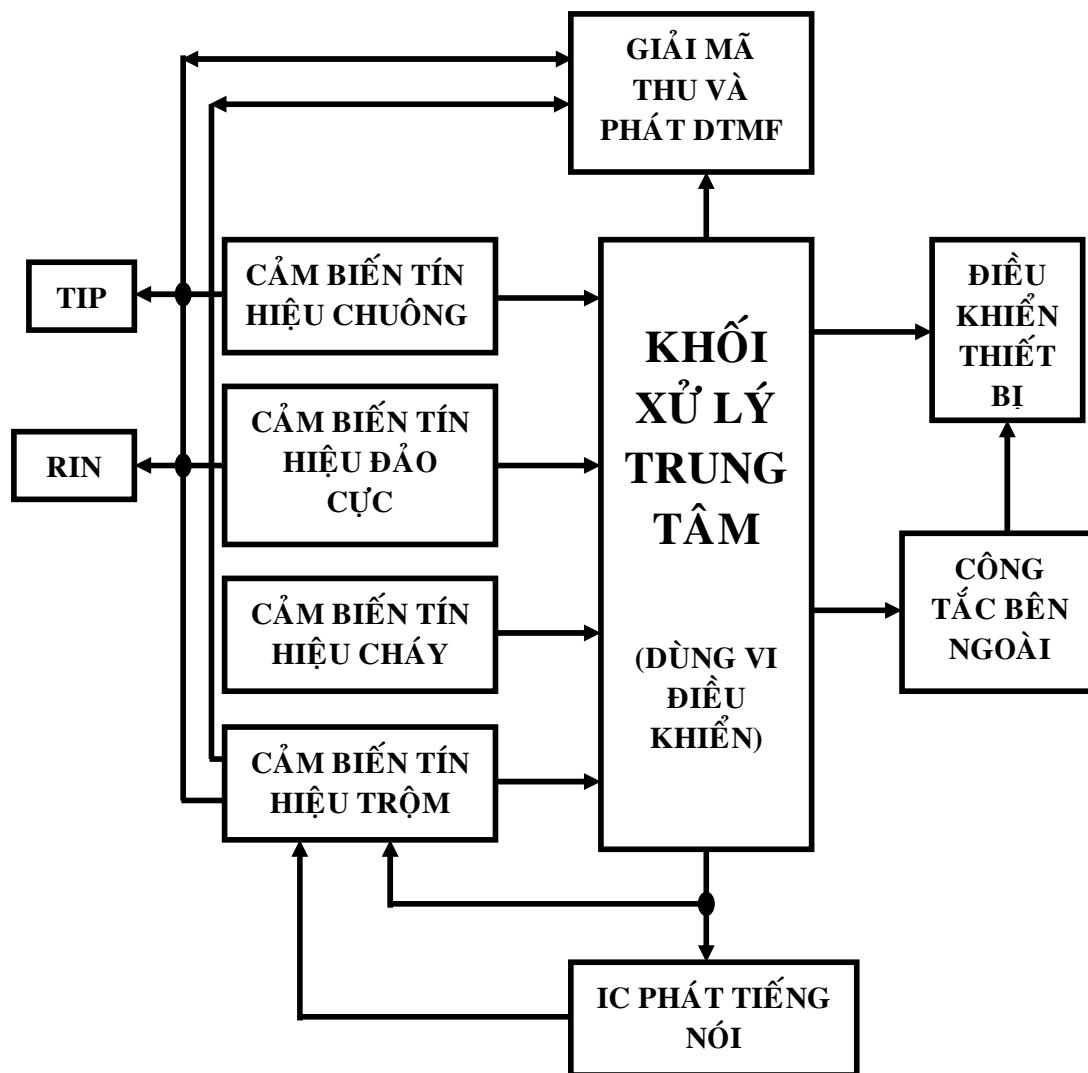 GIẢI MÃ
THU VÀ
PHÁT DTMF
TIP
CẢM BIẾN TÍN
HIỆU CHUÔNG
RIN
CẢM BIẾN TÍN
HIỆU ĐẢO
CỰC
CẢM BIẾN TÍN
HIỆU CHÁY
CẢM BIẾN TÍN
HIỆU TRỘM
KHỐI
XỬ LÝ
TRUNG
TÂM
(DÙNG VI
ĐIỀU
KHIỂN)
ĐIỀU
KHIỂN
THIẾT
BỊ
CÔNG
TẮC BÊN
NGOÀI
IC PHÁT TIẾNG
NÓI